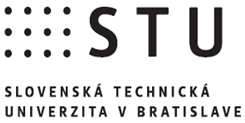 STU
SLOVENSKÁ TECHNICKÁ
UNIVERZITA V BRATISLAVE